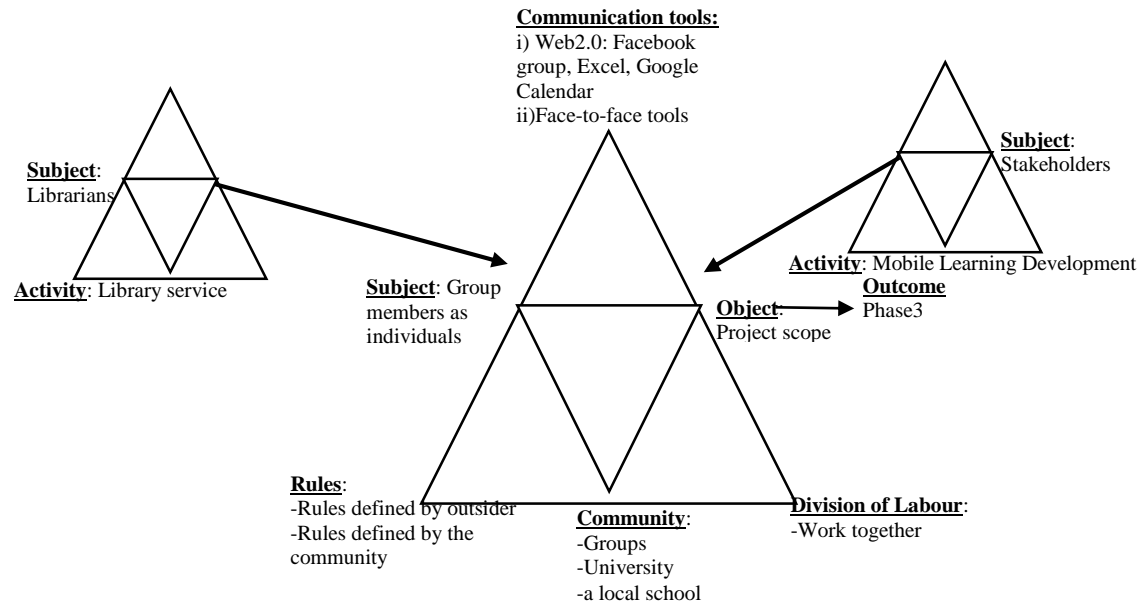 Communication tools:
i) Web2.0: Facebook
group, Excel, Google
Calendar
ii)Face-to-face tools
Subject:
Librarians
Activity: Library service
Subject:
Stakeholders
Activity: Mobile Learning Development
Subject: Group
members as
individuals
Object:
Project scope
Outcome
Phase3
Rules:
-Rules defined by outsider
-Rules defined by the
community
Community:
-Groups
-University
-a local school
Division of Labour:
-Work together